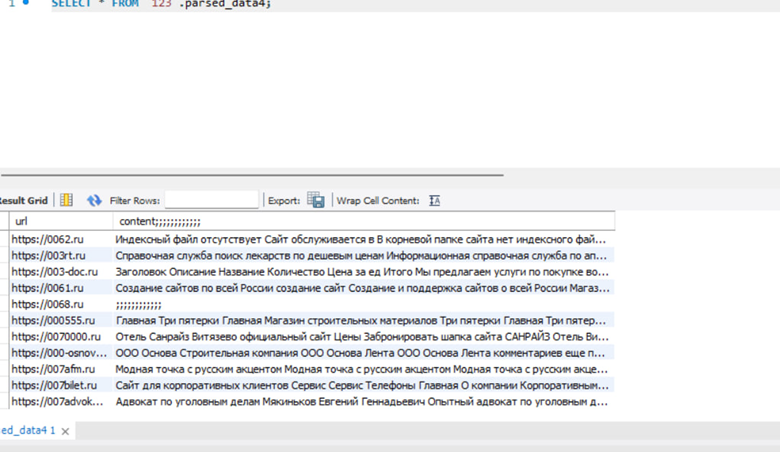 1 SELECT * FROM `123`.parsed_data4;
Result Grid Filter Rows: Export: Wrap Cell Content:
url content;;;;;;;;;;;;
https://0062.ru Индексный файл отсутствует Сайт обслуживается в В корневой папке сайта нет индексного фай...
https://003rt.ru Справочная служба поиск лекарств по дешевым ценам Информационная справочная служба по ап...
https://003-doc.ru Заголовок Описание Название Количество Цена за ед Итого Мы предлагаем услуги по покупке во...
https://0061.ru Создание сайтов по всей России создание сайт Создание и поддержка сайтов о всей России Магаз...
https://0068.ru ;;;;;;;;;;;;
https://000555.ru Главная Три пятерки Главная Магазин строительных материалов Три пятерки Главная Три пятер...
https://0070000.ru Отель Санрайз Витязево официальный сайт Цены Забронировать шапка сайта САНРАЙЗ Отель Ви...
https://000-osnov... ООО Основа Строительная компания ООО Основа Лента ООО Основа Лента комментариев еще п...
https://007afm.ru Модная точка с русским акцентом Модная точка с русским акцентом Модная точка с русским акце...
https://007bilet.ru Сайт для корпоративных клиентов Сервис Сервис Телефоны Главная О компании Корпоративным...
https://007advok... Адвокат по уголовным делам Мякиньков Евгений Геннадьевич Опытный адвокат по уголовным д...
sed_data4 1